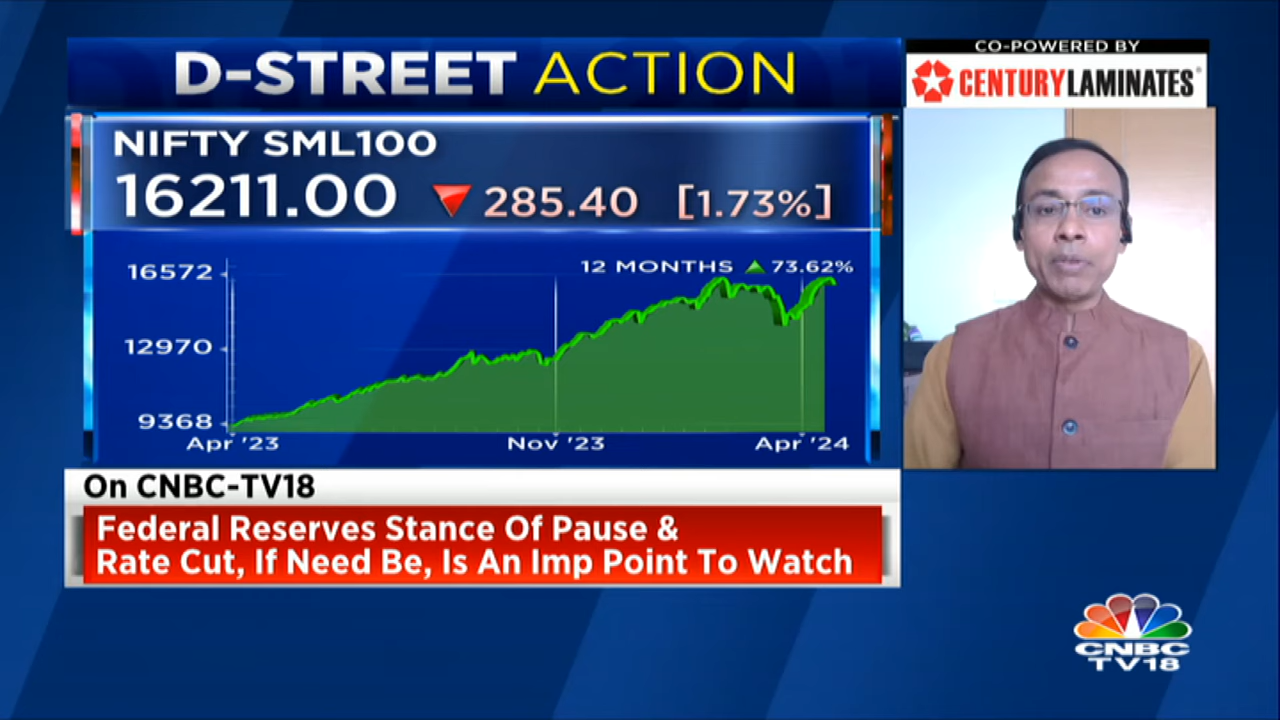 D-STREET ACTION
CO-POWERED BY
CENTURYLAMINATES®
NIFTY SML100
16211.00 ▼ 285.40 [1.73%]
12 MONTHS ▲ 73.62%
16572
12970
9368
Apr '23 Nov '23 Apr '24
On CNBC-TV18
Federal Reserves Stance Of Pause &
Rate Cut, If Need Be, Is An Imp Point To Watch
CNBC
TV18